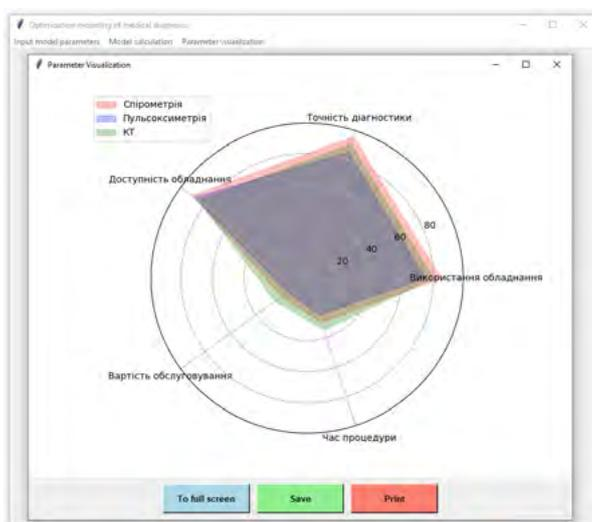 Optimization modeling of medical diagnosis
Input model parameters Model calculation Parameter visualization
Parameter Visualization
Спірометрія
Пульсоксиметрія
КТ
Точність діагностики
Доступність обладнання
80
60
40
20
Використання обладнання
Вартість обслуговування
Час процедури
To full screen
Save
Print